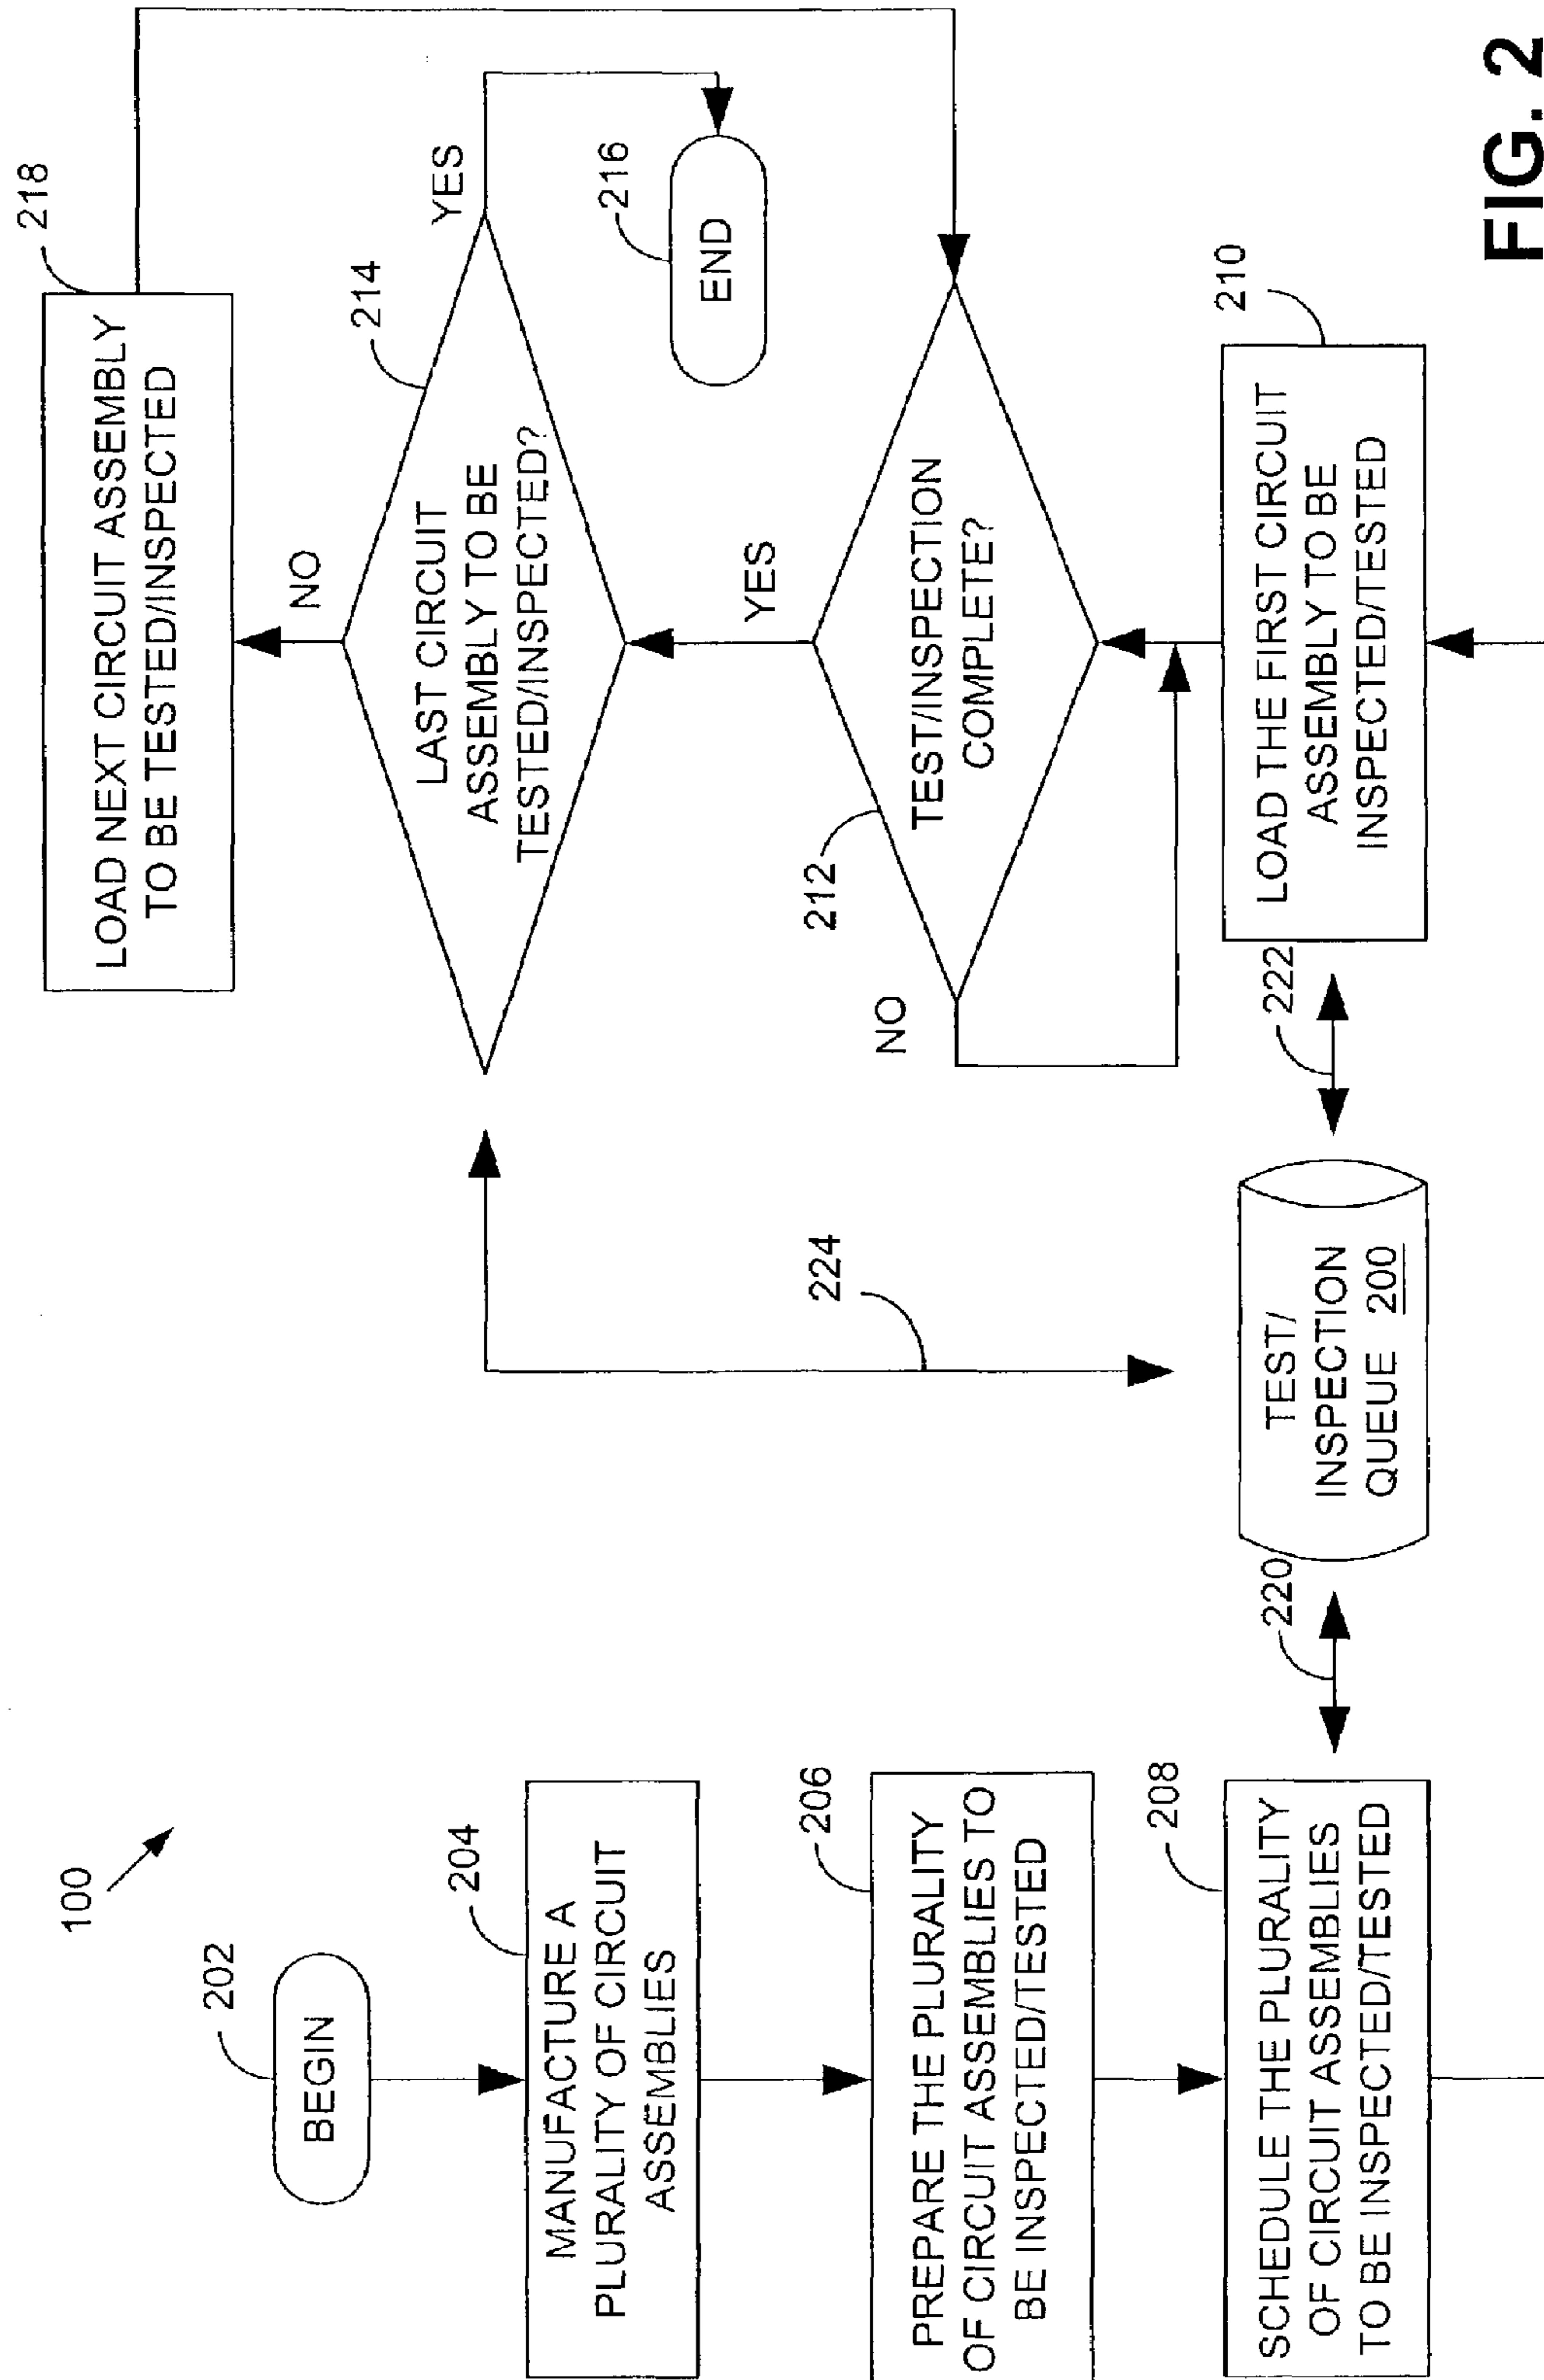 100
202
BEGIN
204
MANUFACTURE A
PLURALITY OF CIRCUIT
ASSEMBLIES
206
PREPARE THE PLURALITY
OF CIRCUIT ASSEMBLIES TO
BE INSPECTED/TESTED
208
SCHEDULE THE PLURALITY
OF CIRCUIT ASSEMBLIES
TO BE INSPECTED/TESTED
220
TEST/
INSPECTION
QUEUE 200
222
224
218
LOAD NEXT CIRCUIT ASSEMBLY
TO BE TESTED/INSPECTED
NO
214
LAST CIRCUIT
ASSEMBLY TO BE
TESTED/INSPECTED?
YES
216
END
YES
212
TEST/INSPECTION
COMPLETE?
NO
210
LOAD THE FIRST CIRCUIT
ASSEMBLY TO BE
INSPECTED/TESTED
FIG. 2